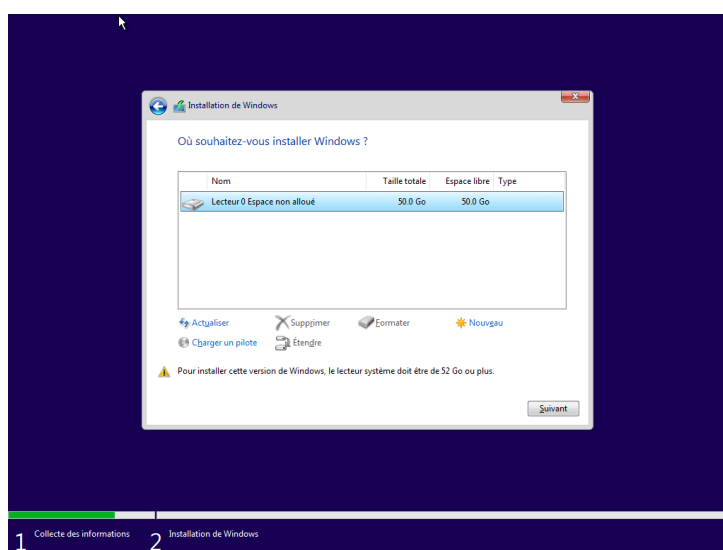 Installation de Windows
Où souhaitez-vous installer Windows ?
Nom Taille totale Espace libre Type
Lecteur 0 Espace non alloué 50.0 Go 50.0 Go
Actualiser Supprimer Formater Nouveau
Charger un pilote Étendre
Pour installer cette version de Windows, le lecteur système doit être de 52 Go ou plus.
Suivant
1 Collecte des informations 2 Installation de Windows